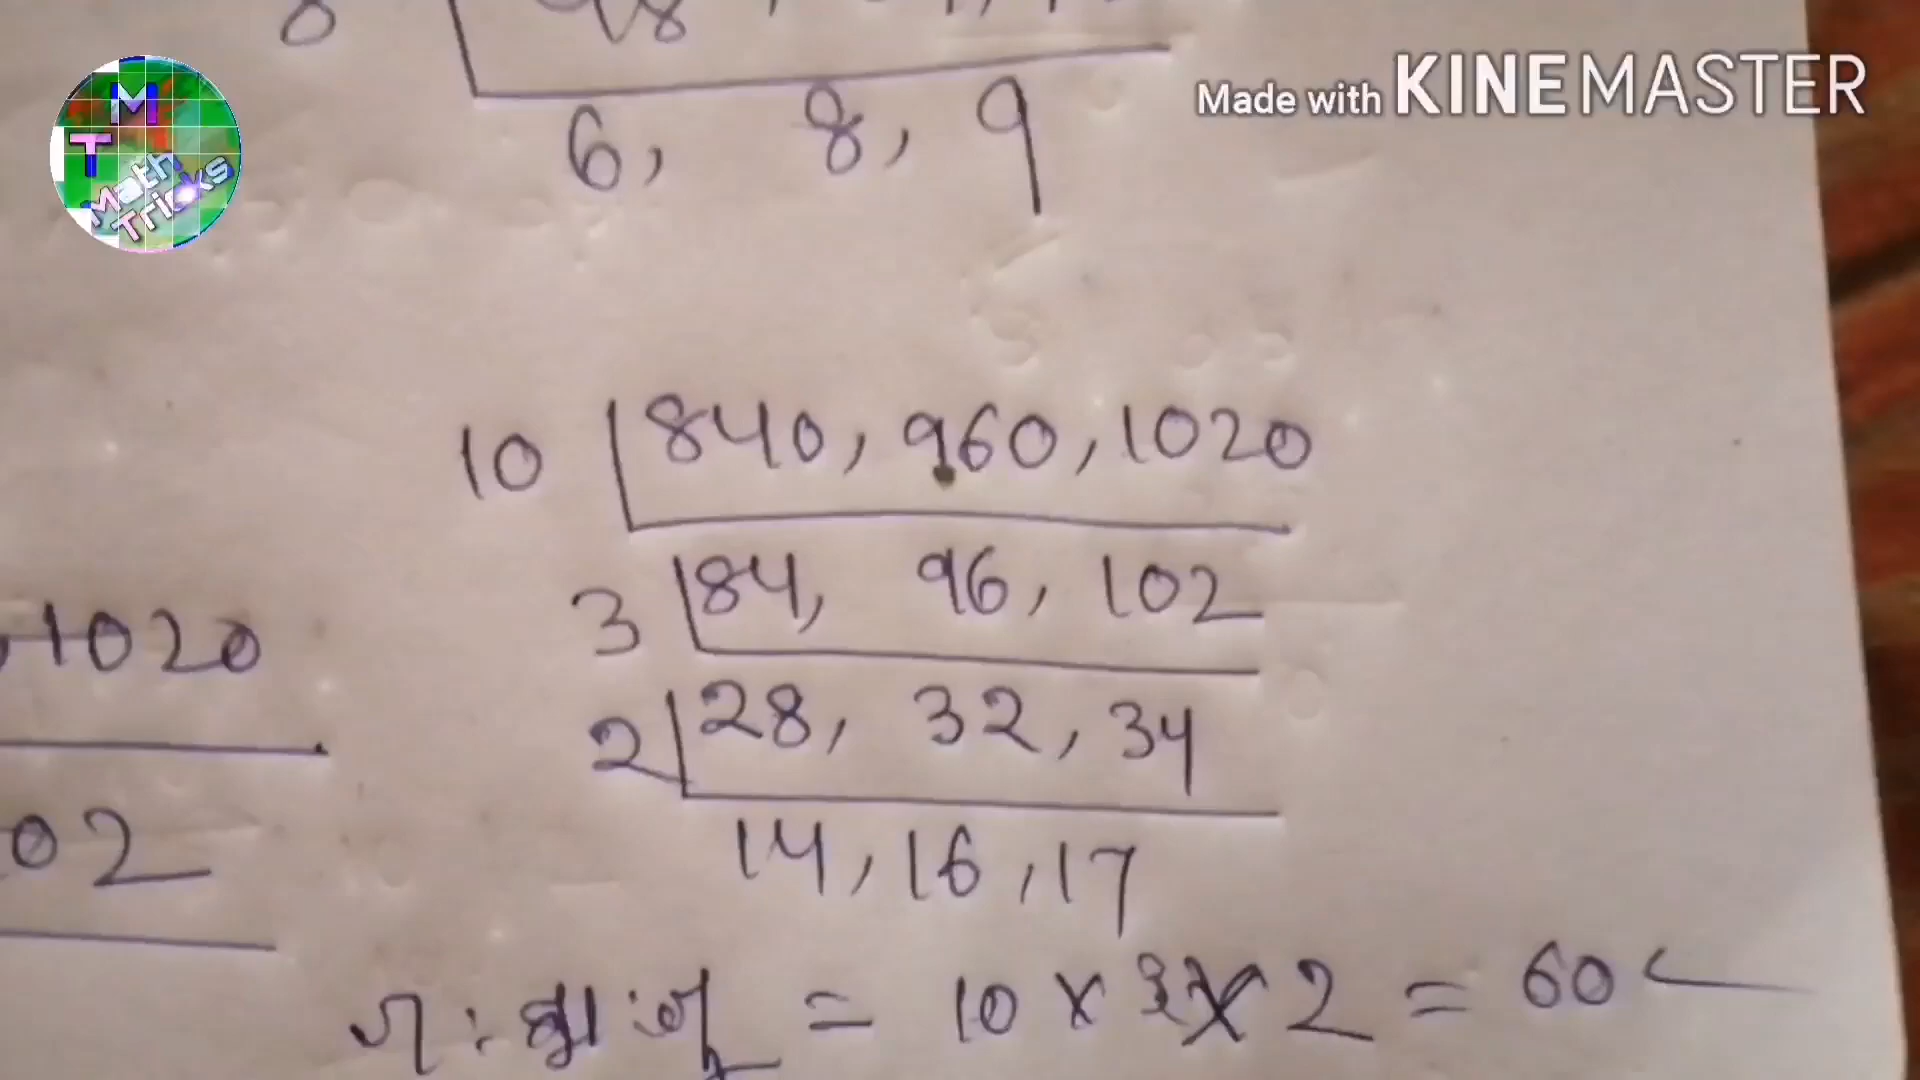 M
T
Math
Tricks
Made with KINEMASTER
8
6, 8, 9
10 840, 960, 1020
3 84, 96, 102
2 28, 32, 34
14, 16, 17
1020
02
= 10 x 3 x 2 = 60